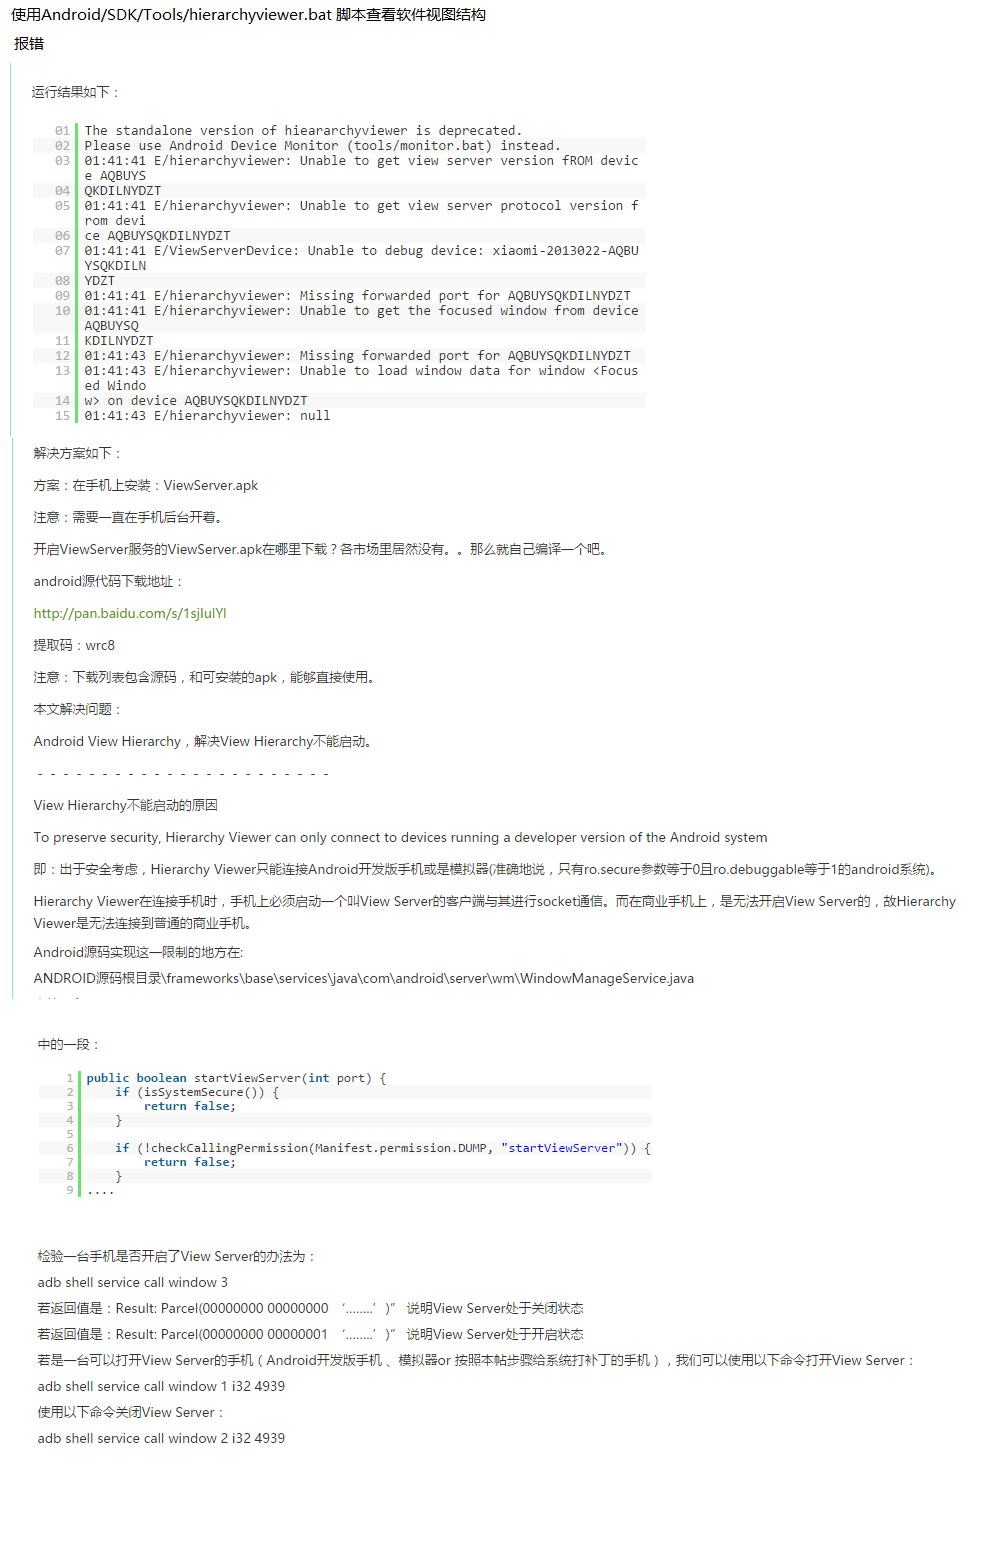 使用Android/SDK/Tools/hierarchyviewer.bat 脚本查看软件视图结构
报错
运行结果如下：
01 The standalone version of hieararchyviewer is deprecated.
02 Please use Android Device Monitor (tools/monitor.bat) instead.
03 01:41:41 E/hierarchyviewer: Unable to get view server version fROM devic
e AQBUYS
04 QKDILNYDZT
05 01:41:41 E/hierarchyviewer: Unable to get view server protocol version f
rom devi
06 ce AQBUYSQKDILNYDZT
07 01:41:41 E/ViewServerDevice: Unable to debug device: xiaomi-2013022-AQBU
YSQKDILN
08 YDZT
09 01:41:41 E/hierarchyviewer: Missing forwarded port for AQBUYSQKDILNYDZT
10 01:41:41 E/hierarchyviewer: Unable to get the focused window from device
AQBUYSQ
11 KDILNYDZT
12 01:41:43 E/hierarchyviewer: Missing forwarded port for AQBUYSQKDILNYDZT
13 01:41:43 E/hierarchyviewer: Unable to load window data for window <Focus
ed Windo
14 w> on device AQBUYSQKDILNYDZT
15 01:41:43 E/hierarchyviewer: null
解决方案如下：
方案：在手机上安装：ViewServer.apk
注意：需要一直在手机后台开着。
开启ViewServer服务的ViewServer.apk在哪里下载？各市场里居然没有。。那么就自己编译一个吧。
android源代码下载地址：
http://pan.baidu.com/s/1sjIulYl
提取码：wrc8
注意：下载列表包含源码，和可安装的apk，能够直接使用。
本文解决问题：
Android View Hierarchy，解决View Hierarchy不能启动。
- - - - - - - - - - - - - - - - - - - - - - -
View Hierarchy不能启动的原因
To preserve security, Hierarchy Viewer can only connect to devices running a developer version of the Android system
即：出于安全考虑，Hierarchy Viewer只能连接Android开发版手机或是模拟器(准确地说，只有ro.secure参数等于0且ro.debuggable等于1的android系统)。
Hierarchy Viewer在连接手机时，手机上必须启动一个叫View Server的客户端与其进行socket通信。而在商业手机上，是无法开启View Server的，故Hierarchy
Viewer是无法连接到普通的商业手机。
Android源码实现这一限制的地方在:
ANDROID源码根目录\frameworks\base\services\java\com\android\server\wm\WindowManageService.java
中的一段：
1 public boolean startViewServer(int port) {
2 if (isSystemSecure()) {
3 return false;
4 }
5
6 if (!checkCallingPermission(Manifest.permission.DUMP, "startViewServer")) {
7 return false;
8 }
9 ....
检验一台手机是否开启了View Server的办法为：
adb shell service call window 3
若返回值是：Result: Parcel(00000000 00000000 ‘........’)” 说明View Server处于关闭状态
若返回值是：Result: Parcel(00000000 00000001 ‘........’)” 说明View Server处于开启状态
若是一台可以打开View Server的手机（Android开发版手机 、模拟器or 按照本帖步骤给系统打补丁的手机），我们可以使用以下命令打开View Server：
adb shell service call window 1 i32 4939
使用以下命令关闭View Server：
adb shell service call window 2 i32 4939